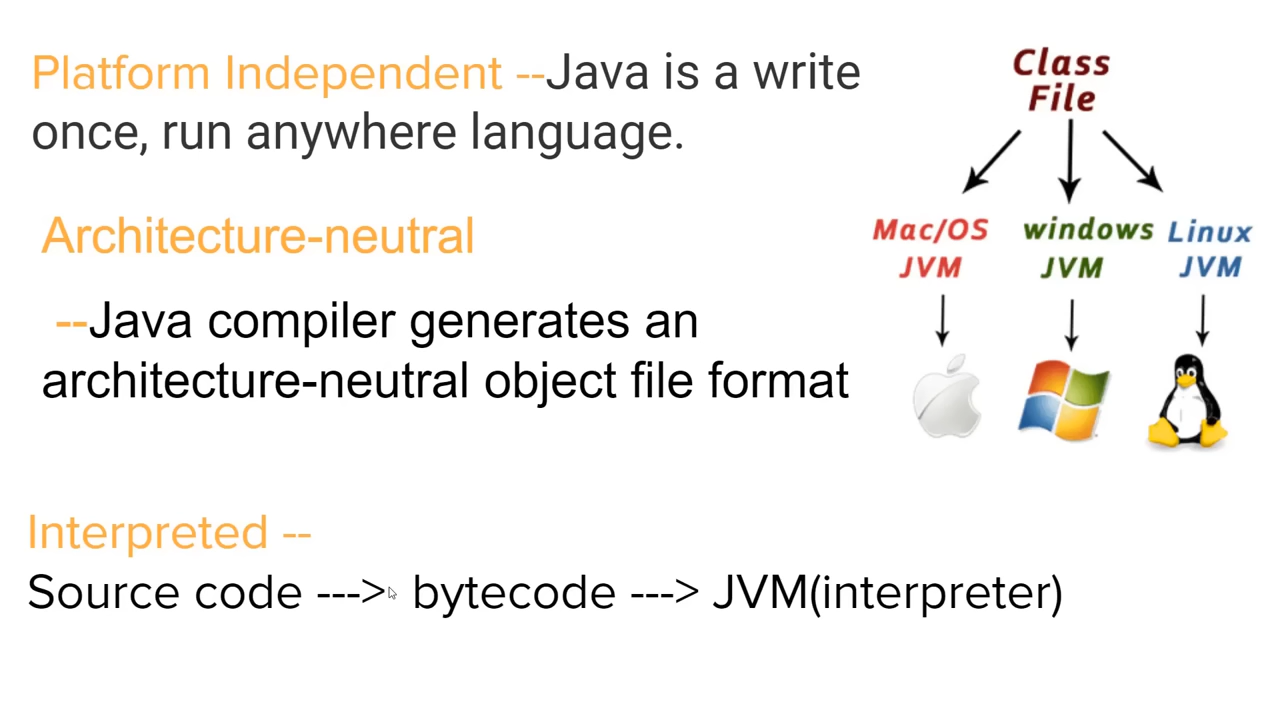 Platform Independent --Java is a write
once, run anywhere language.
Architecture-neutral
--Java compiler generates an
architecture-neutral object file format
Interpreted --
Source code ---> bytecode ---> JVM(interpreter)
Class
File
Mac/OS
JVM
windows
JVM
Linux
JVM